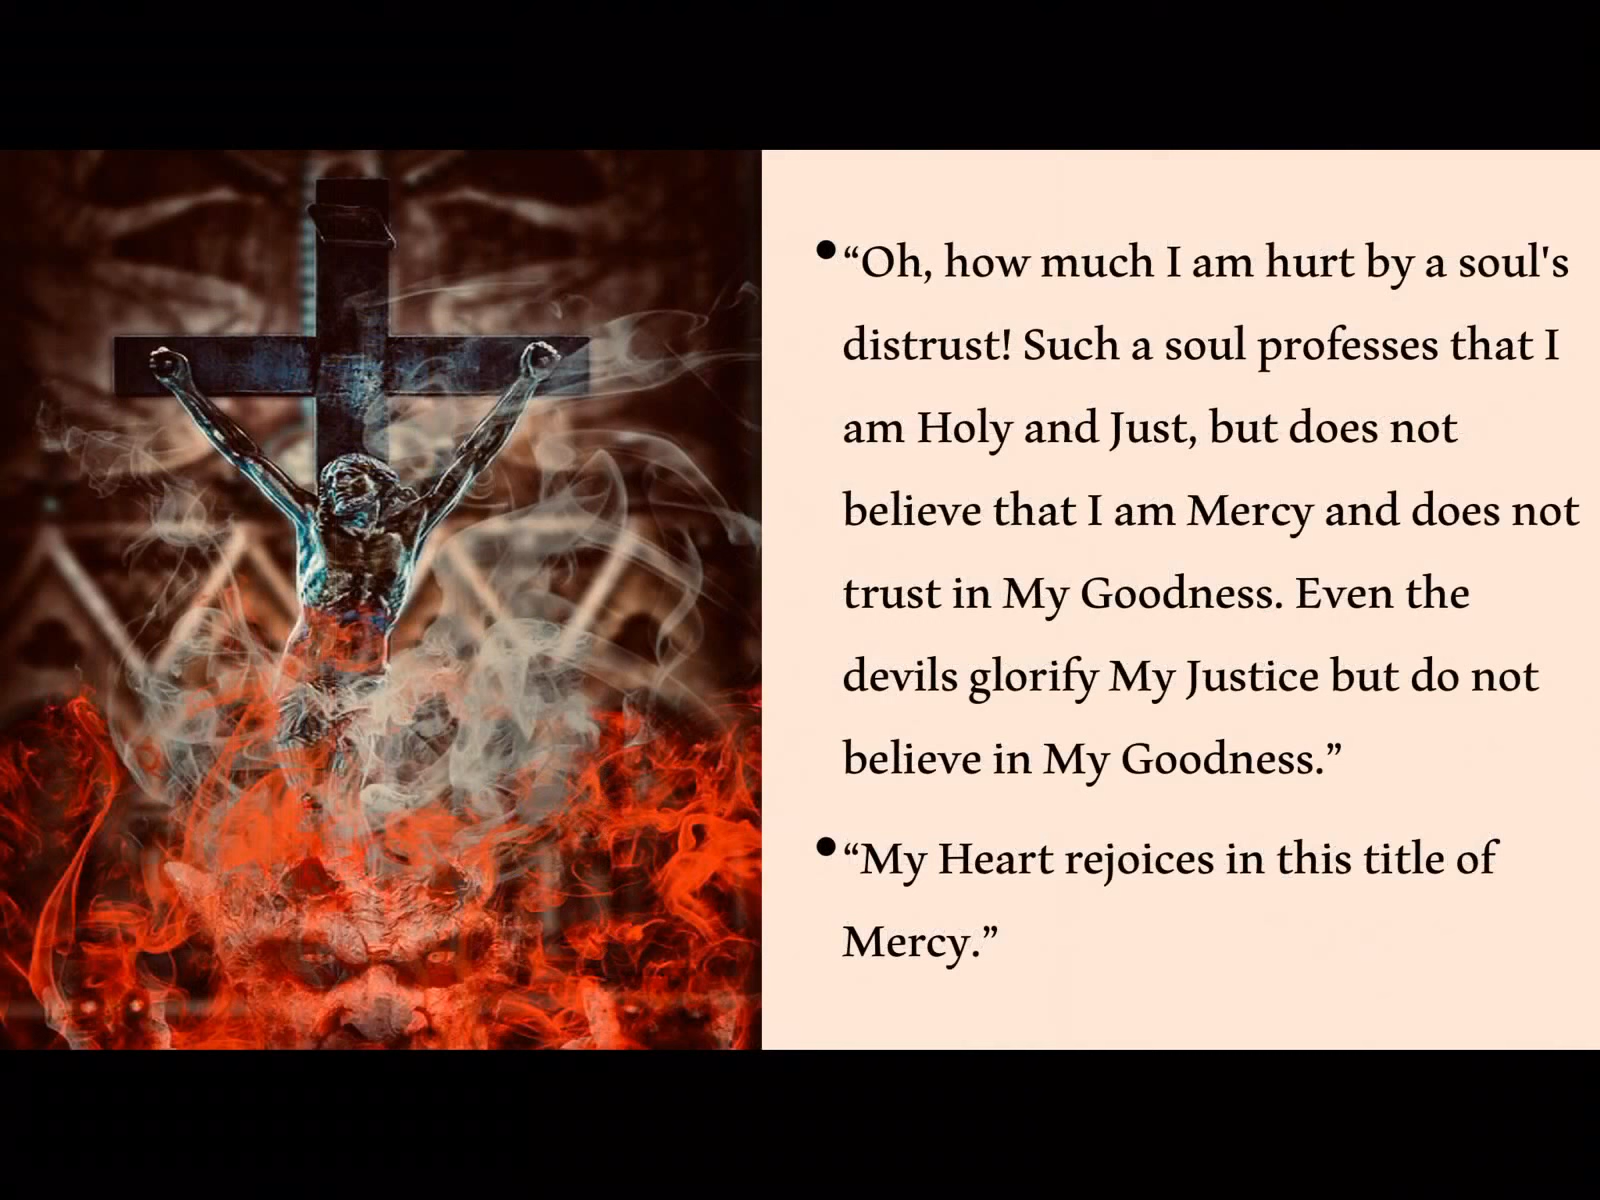 •“Oh, how much I am hurt by a soul's
distrust! Such a soul professes that I
am Holy and Just, but does not
believe that I am Mercy and does not
trust in My Goodness. Even the
devils glorify My Justice but do not
believe in My Goodness.”
•“My Heart rejoices in this title of
Mercy.”